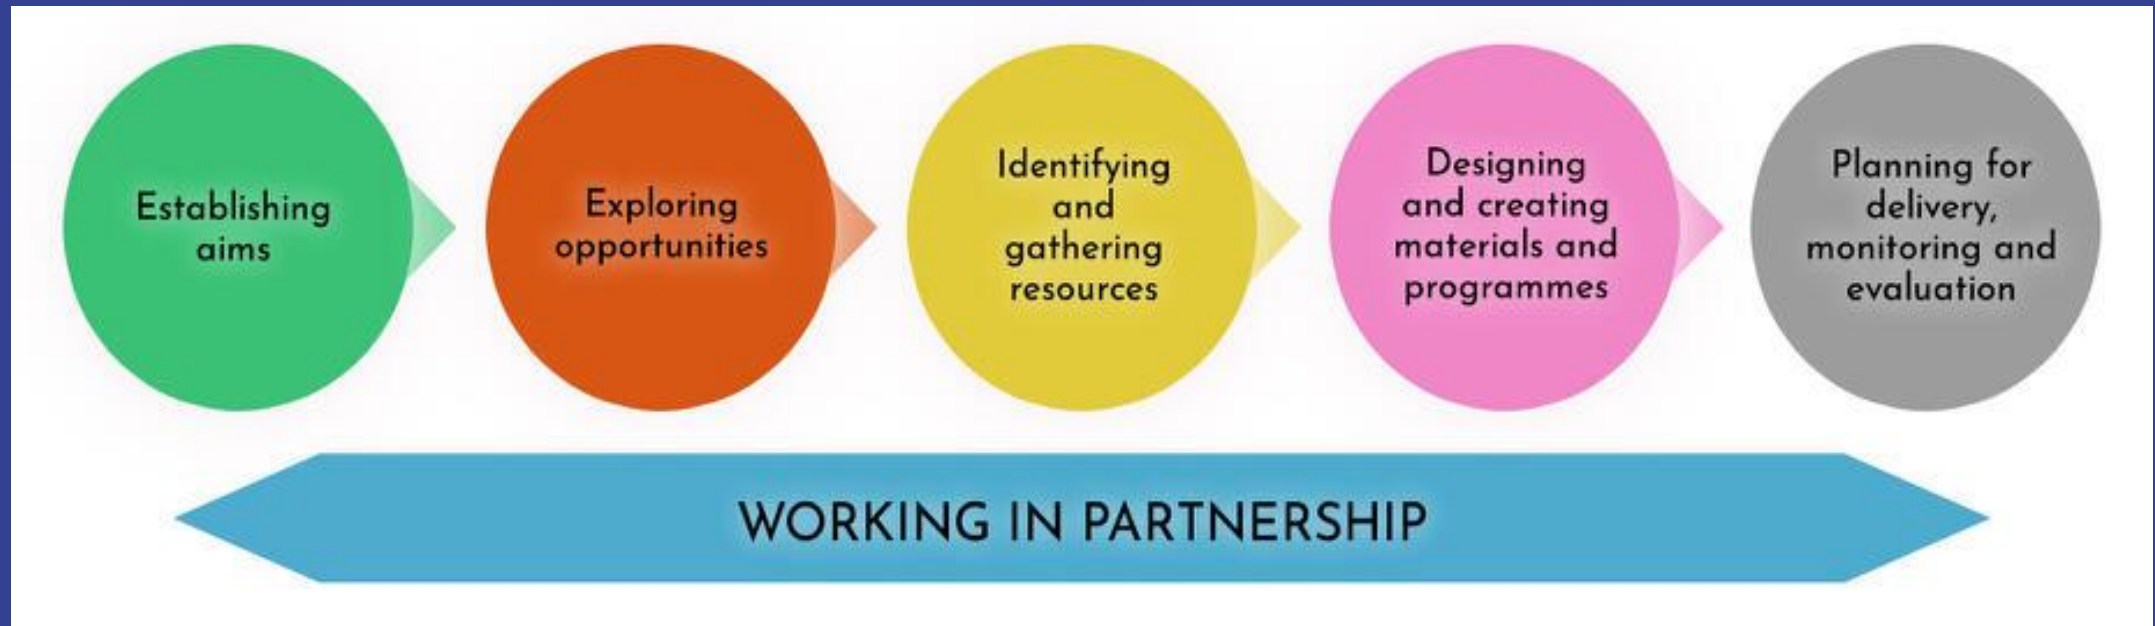 Establishing
aims
Exploring
opportunities
Identifying
and
gathering
resources
Designing
and creating
materials and
programmes
Planning for
delivery,
monitoring and
evaluation
WORKING IN PARTNERSHIP